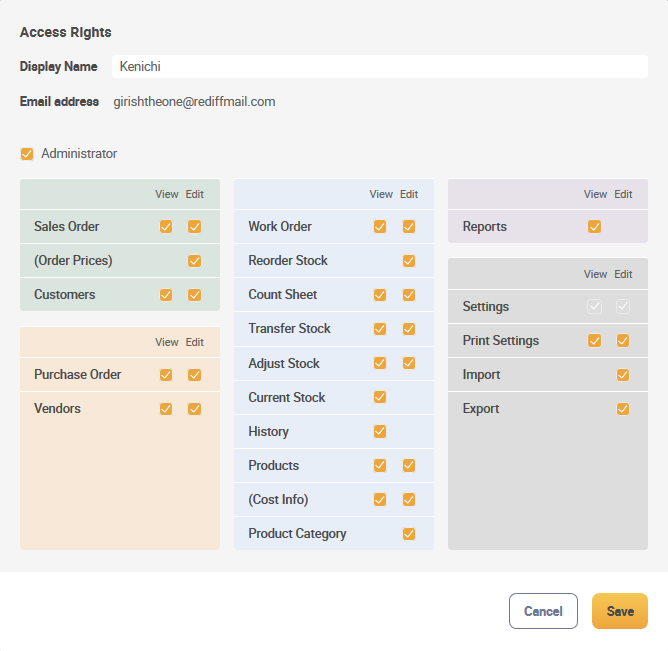 Access Rights
Display Name Kenichi
Email address girishtheone@rediffmail.com
Administrator
View Edit
Sales Order
(Order Prices)
Customers
View Edit
Purchase Order
Vendors
View Edit
Work Order
Reorder Stock
Count Sheet
Transfer Stock
Adjust Stock
Current Stock
History
Products
(Cost Info)
Product Category
View Edit
Reports
View Edit
Settings
Print Settings
Import
Export
Cancel Save